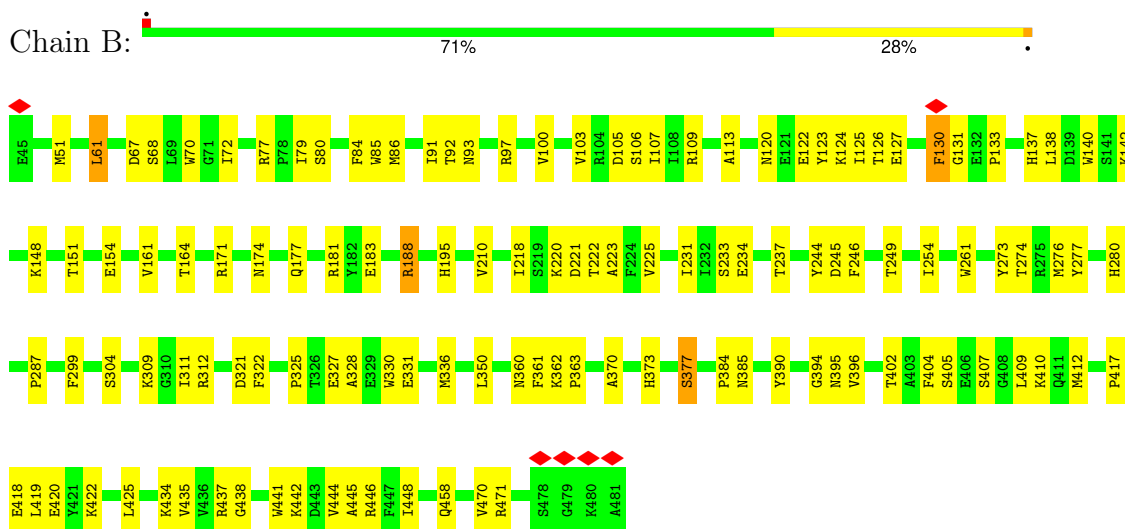 Chain B:
71% 28%
E45 M51 L61 D67 S68 L69 W70 G71 I72 R77 P78 I79 S80 F84 W85 M86 I91 T92 N93 R97 V100 V103 R104 D105 S106 I107 I108 R109 A113 N120 E121 E122 Y123 K124 I125 T126 E127 F130 G131 E132 P133 H137 L138 D139 W140 S141 K142
K148 T151 E154 V161 T164 R171 N174 Q177 R181 Y182 E183 R188 H195 V210 I218 S219 K220 D221 T222 A223 F224 V225 I231 I232 S233 E234 T237 Y244 D245 F246 T249 I254 W261 Y273 T274 R275 M276 Y277 H280
P287 F299 S304 K309 G310 I311 R312 D321 F322 P325 T326 E327 A328 E329 W330 E331 M336 L350 N360 F361 K362 P363 A370 H373 S377 P384 N385 Y390 G394 N395 V396 T402 A403 F404 S405 E406 S407 G408 L409 K410 Q411 M412 P417
E418 L419 E420 Y421 K422 L425 K434 V435 V436 R437 G438 W441 K442 D443 V444 A445 R446 F447 I448 Q458 V470 R471 S478 G479 K480 A481